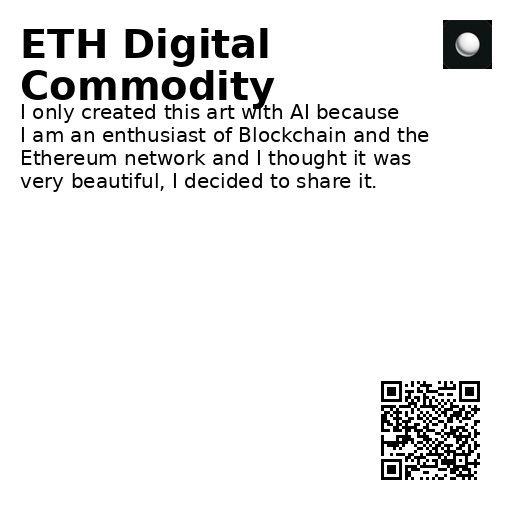 ETH Digital
Commodity
I only created this art with AI because
I am an enthusiast of Blockchain and the
Ethereum network and I thought it was
very beautiful, I decided to share it.